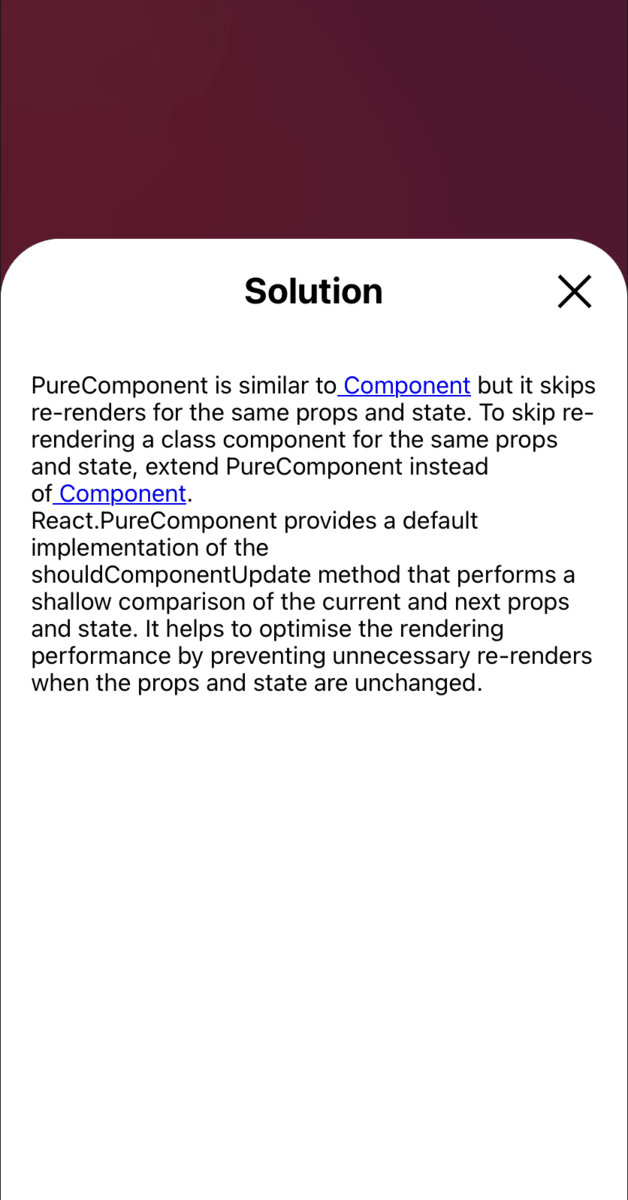 Solution
PureComponent is similar to Component but it skips
re-renders for the same props and state. To skip re-
rendering a class component for the same props
and state, extend PureComponent instead
of Component.
React.PureComponent provides a default
implementation of the
shouldComponentUpdate method that performs a
shallow comparison of the current and next props
and state. It helps to optimise the rendering
performance by preventing unnecessary re-renders
when the props and state are unchanged.